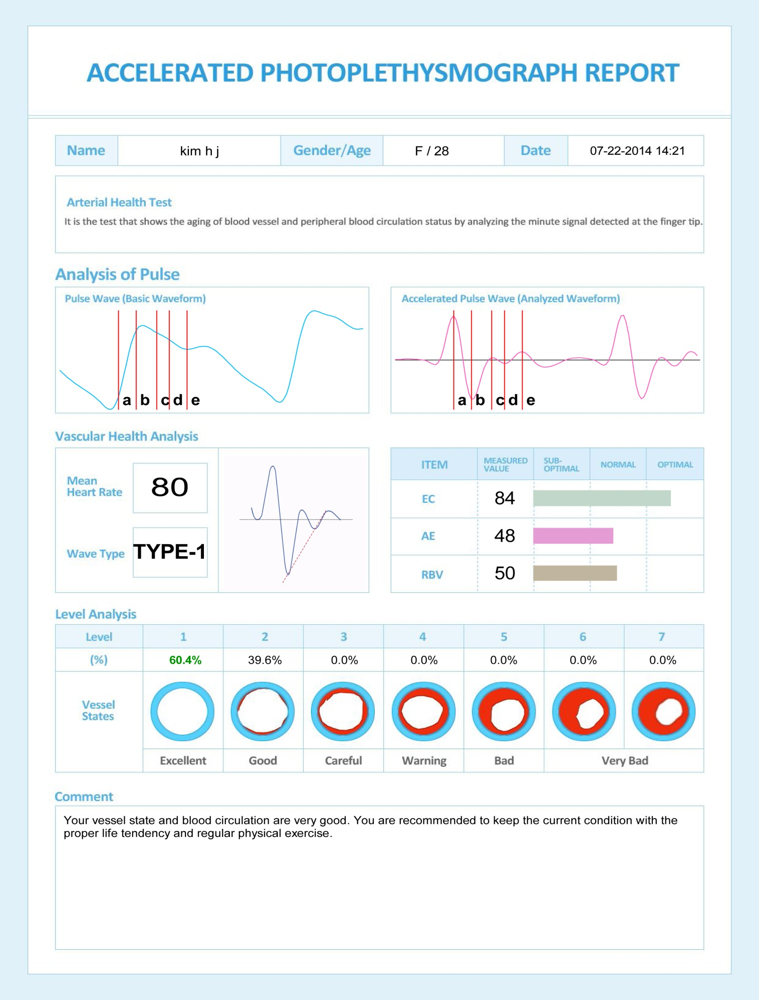 ACCELERATED PHOTOPLETHYSMOGRAPH REPORT
Name kim h j Gender/Age F / 28 Date 07-22-2014 14:21
Arterial Health Test
It is the test that shows the aging of blood vessel and peripheral blood circulation status by analyzing the minute signal detected at the finger tip.
Analysis of Pulse
Pulse Wave (Basic Waveform)
a b c d e
Accelerated Pulse Wave (Analyzed Waveform)
a b c d e
Vascular Health Analysis
Mean
Heart Rate
80
Wave Type
TYPE-1
ITEM MEASURED VALUE SUB-OPTIMAL NORMAL OPTIMAL
EC 84
AE 48
RBV 50
Level Analysis
Level 1 2 3 4 5 6 7
(%) 60.4% 39.6% 0.0% 0.0% 0.0% 0.0% 0.0%
Vessel
States
Excellent Good Careful Warning Bad Very Bad
Comment
Your vessel state and blood circulation are very good. You are recommended to keep the current condition with the
proper life tendency and regular physical exercise.